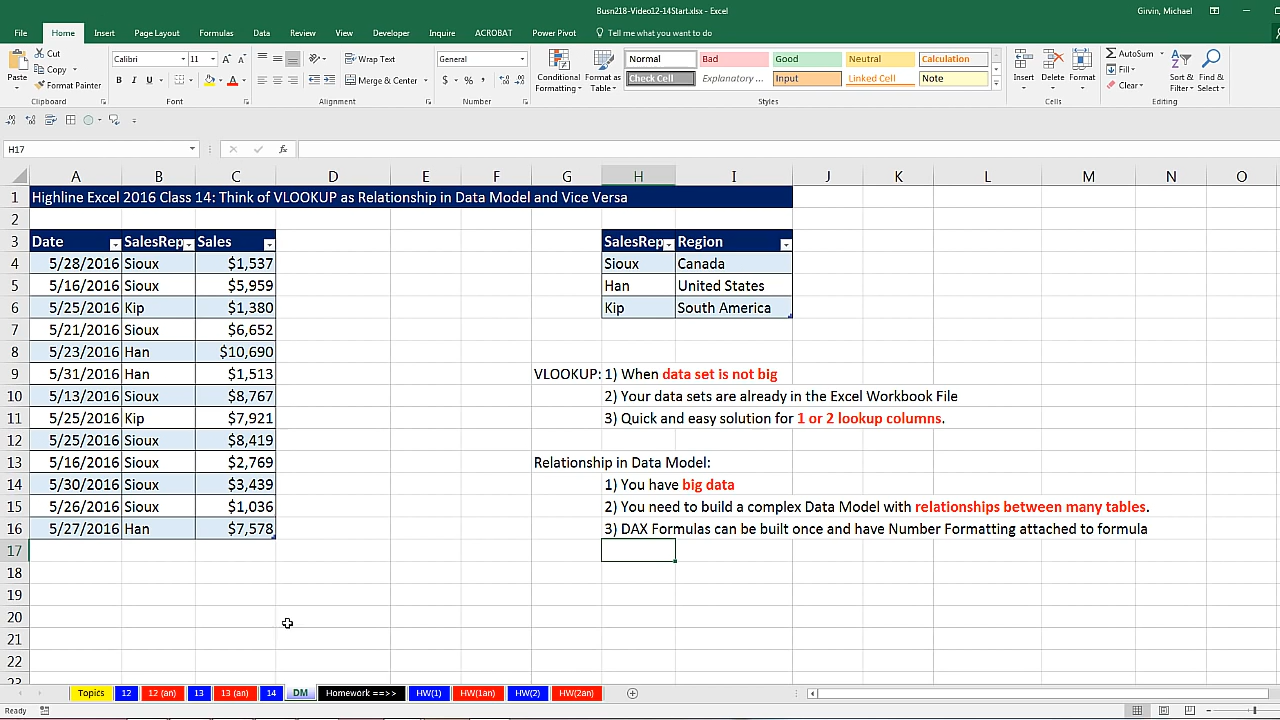 Busn218-Video12-14Start.xlsx - Excel
Girvin, Michael
File Home Insert Page Layout Formulas Data Review View Developer Inquire ACROBAT Power Pivot Tell me what you want to do
Paste Cut Copy Format Painter Clipboard
Calibri 11 B I U Font
Wrap Text Merge & Center Alignment
General $ % Number
Conditional Formatting Format as Table
Normal Bad Good Neutral Calculation
Check Cell Explanatory ... Input Linked Cell Note
Styles
Insert Delete Format Cells
AutoSum Fill Clear Sort & Filter Find & Select Editing
H17 fx
A B C D E F G H I J K L M N O
1 Highline Excel 2016 Class 14: Think of VLOOKUP as Relationship in Data Model and Vice Versa
2
3 Date SalesRep Sales SalesRep Region
4 5/28/2016 Sioux $1,537 Sioux Canada
5 5/16/2016 Sioux $5,959 Han United States
6 5/25/2016 Kip $1,380 Kip South America
7 5/21/2016 Sioux $6,652
8 5/23/2016 Han $10,690
9 5/31/2016 Han $1,513 VLOOKUP: 1) When data set is not big
10 5/13/2016 Sioux $8,767 2) Your data sets are already in the Excel Workbook File
11 5/25/2016 Kip $7,921 3) Quick and easy solution for 1 or 2 lookup columns.
12 5/25/2016 Sioux $8,419
13 5/16/2016 Sioux $2,769 Relationship in Data Model:
14 5/30/2016 Sioux $3,439 1) You have big data
15 5/26/2016 Sioux $1,036 2) You need to build a complex Data Model with relationships between many tables.
16 5/27/2016 Han $7,578 3) DAX Formulas can be built once and have Number Formatting attached to formula
17
18
19
20
21
22
23
Topics 12 12 (an) 13 13 (an) 14 DM Homework ==>> HW(1) HW(1an) HW(2) HW(2an)
Ready